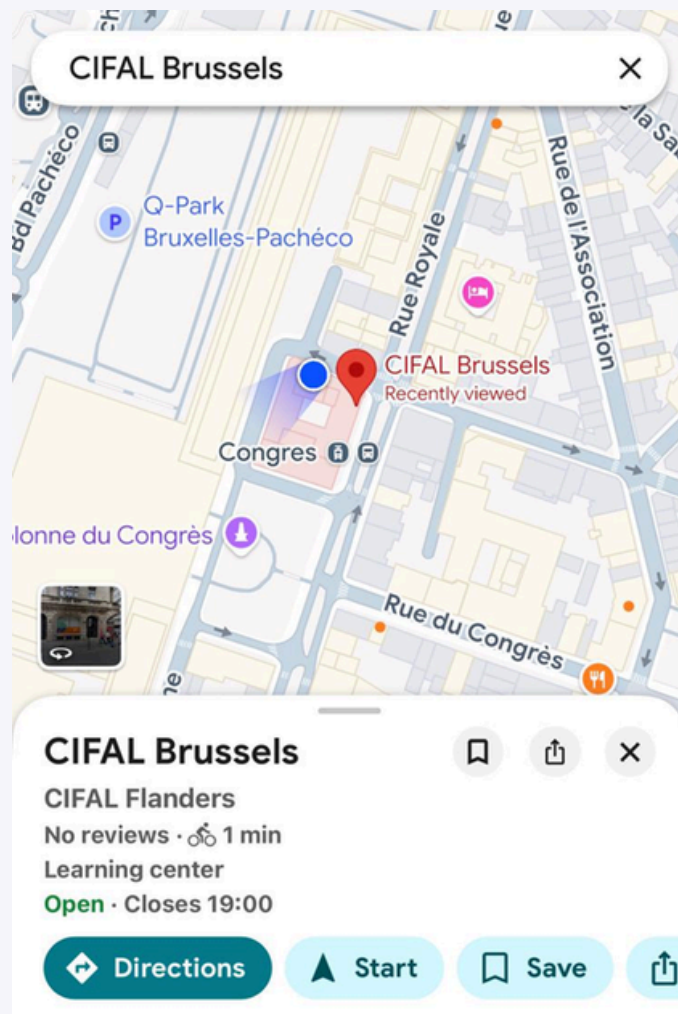 CIFAL Brussels
Bd Pachéco
P
Q-Park
Bruxelles-Pachéco
Rue Royale
Rue de l'Association
CIFAL Brussels
Recently viewed
Congres
lonne du Congrès
Rue du Congrès
ne
CIFAL Brussels
CIFAL Flanders
No reviews · 1 min
Learning center
Open · Closes 19:00
Directions
Start
Save